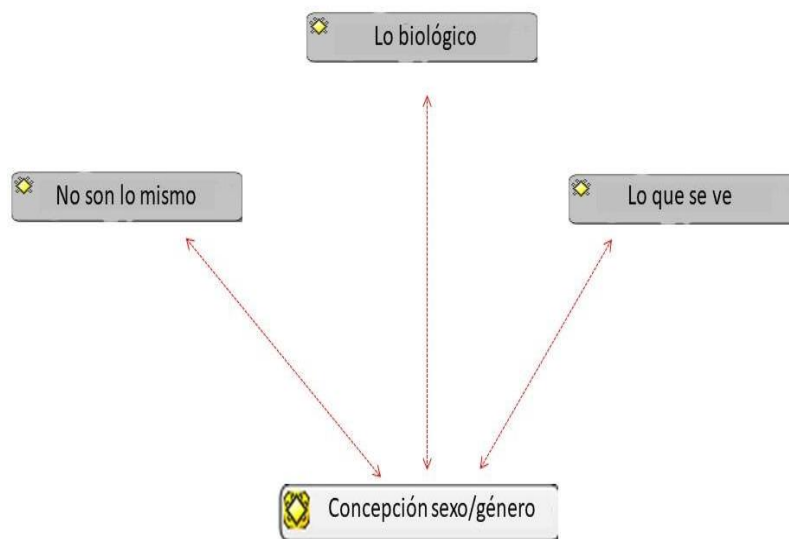 Lo biológico
No son lo mismo
Lo que se ve
Concepción sexo/género